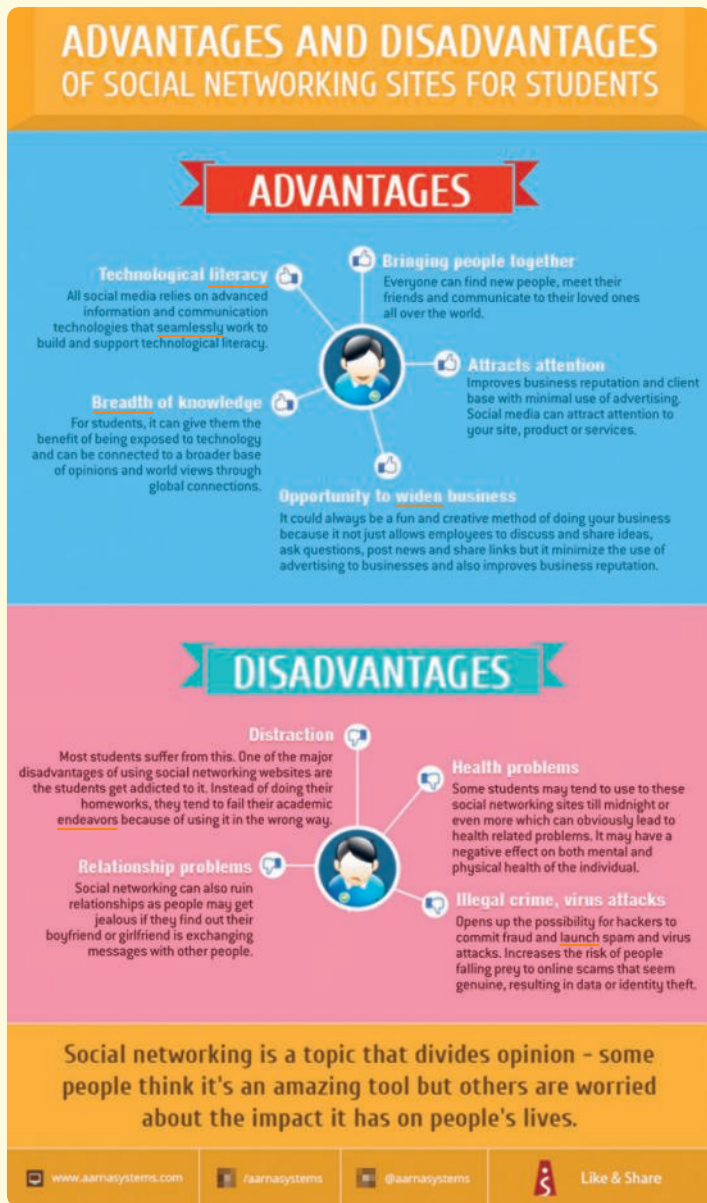 ADVANTAGES AND DISADVANTAGES
OF SOCIAL NETWORKING SITES FOR STUDENTS
ADVANTAGES
Technological literacy
All social media relies on advanced
information and communication
technologies that seamlessly work to
build and support technological literacy.
Bringing people together
Everyone can find new people, meet their
friends and communicate to their loved ones
all over the world.
Attracts attention
Improves business reputation and client
base with minimal use of advertising.
Social media can attract attention to
your site, product or services.
Breadth of knowledge
For students, it can give them the
benefit of being exposed to technology
and can be connected to a broader base
of opinions and world views through
global connections.
Opportunity to widen business
It could always be a fun and creative method of doing your business
because it not just allows employees to discuss and share ideas,
ask questions, post news and share links but it minimize the use of
advertising to businesses and also improves business reputation.
DISADVANTAGES
Distraction
Most students suffer from this. One of the major
disadvantages of using social networking websites are
the students get addicted to it. Instead of doing their
homeworks, they tend to fail their academic
endeavors because of using it in the wrong way.
Health problems
Some students may tend to use to these
social networking sites till midnight or
even more which can obviously lead to
health related problems. It may have a
negative effect on both mental and
physical health of the individual.
Relationship problems
Social networking can also ruin
relationships as people may get
jealous if they find out their
boyfriend or girlfriend is exchanging
messages with other people.
Illegal crime, virus attacks
Opens up the possibility for hackers to
commit fraud and launch spam and virus
attacks. Increases the risk of people
falling prey to online scams that seem
genuine, resulting in data or identity theft.
Social networking is a topic that divides opinion – some
people think it's an amazing tool but others are worried
about the impact it has on people's lives.
www.aarnasystems.com
/aarnasystems
@aarnasystems
Like & Share